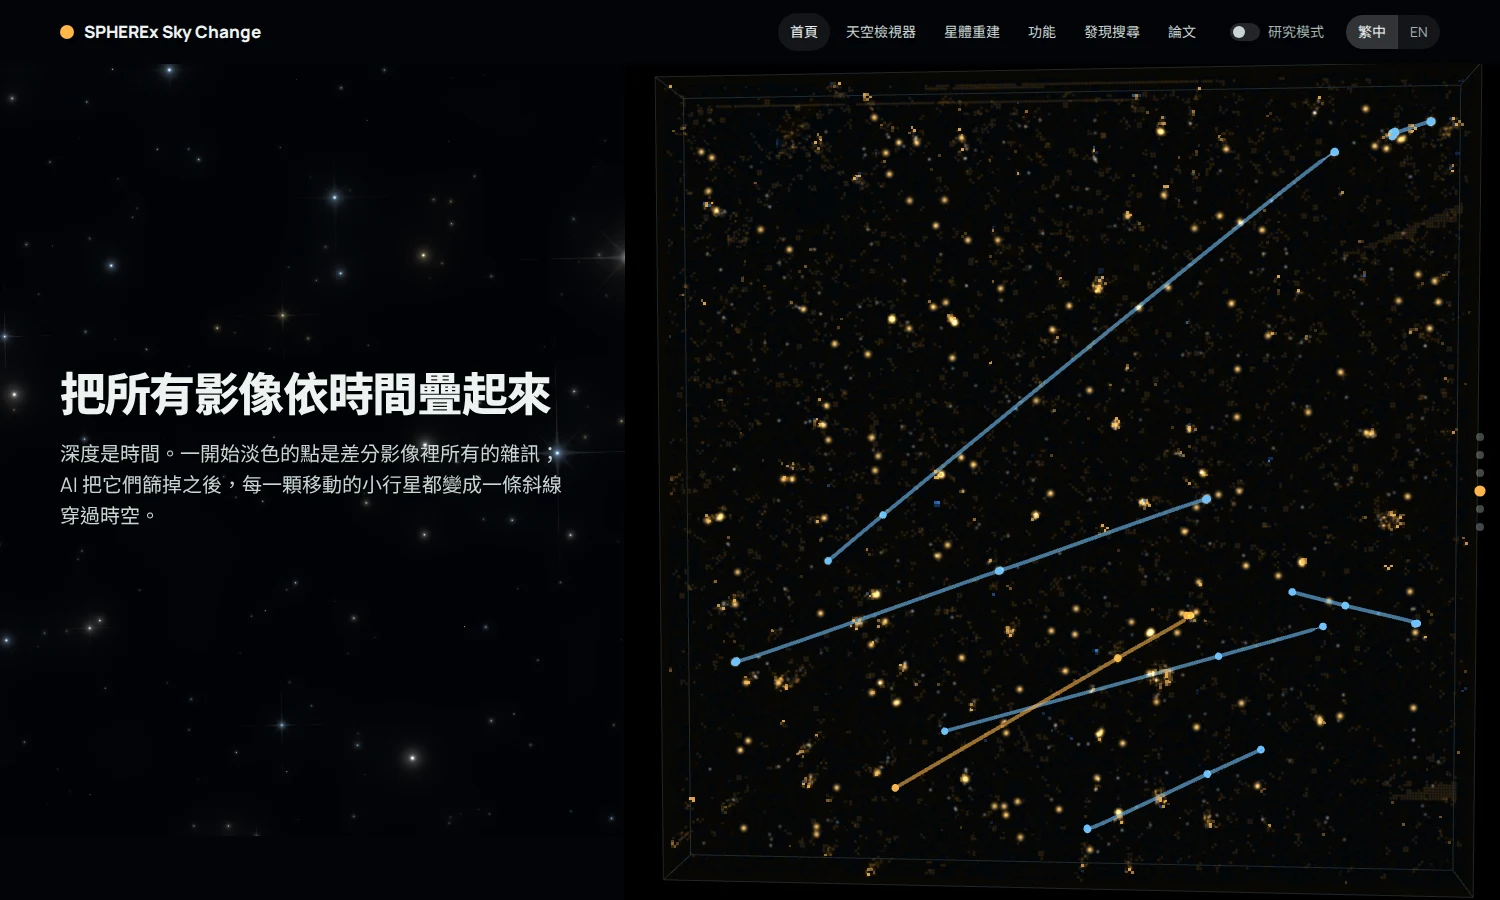 SPHEREx Sky Change
首頁 天空檢視器 星體重建 功能 發現搜尋 論文 研究模式 繁中 EN
把所有影像依時間疊起來
深度是時間。一開始淡色的點是差分影像裡所有的雜訊；
AI 把它們篩掉之後，每一顆移動的小行星都變成一條斜線
穿過時空。